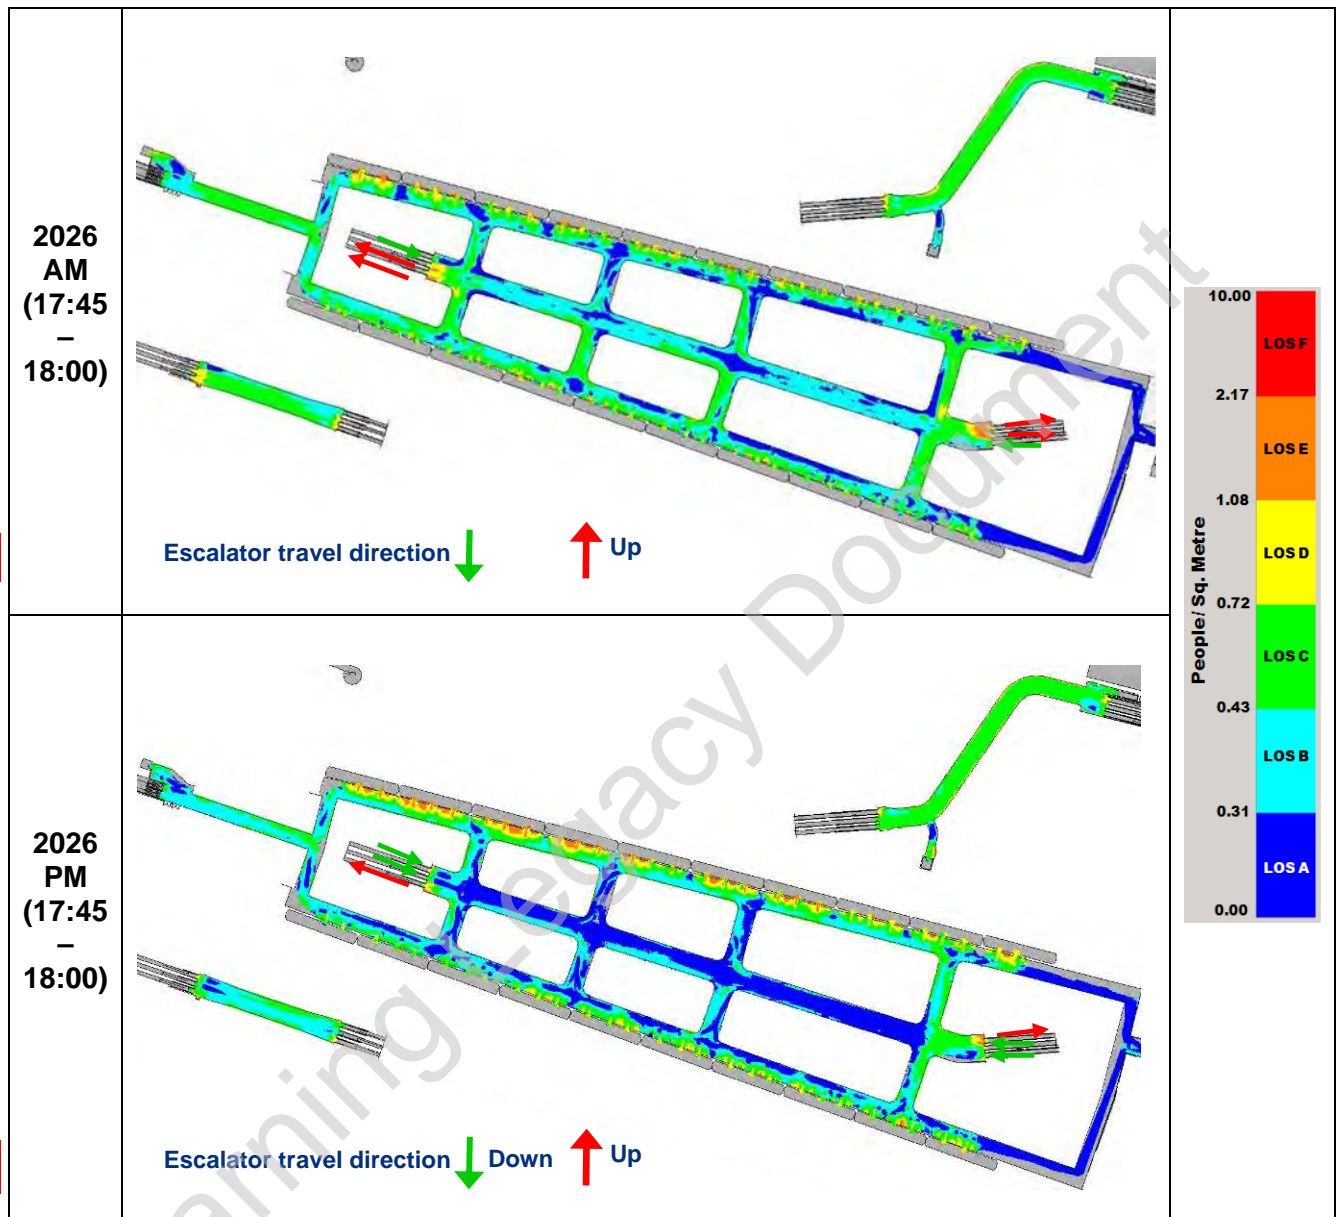 2026
AM
(17:45
–
18:00)
Escalator travel direction
Up
2026
PM
(17:45
–
18:00)
Escalator travel direction
Down
Up
People/ Sq. Metre
10.00
LOS F
2.17
LOS E
1.08
LOS D
0.72
LOS C
0.43
LOS B
0.31
LOS A
0.00
arning Legacy Document